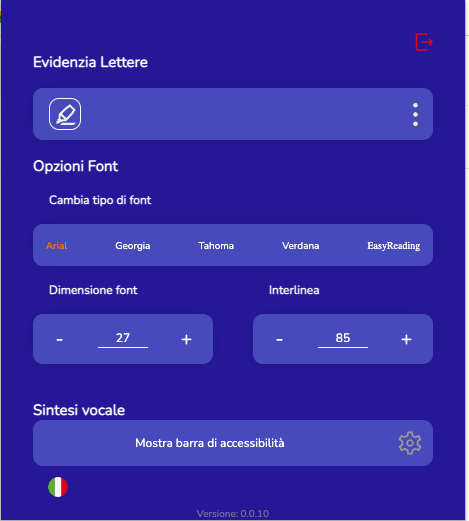 Evidenzia Lettere
Opzioni Font
Cambia tipo di font
Arial Georgia Tahoma Verdana EasyReading
Dimensione font Interlinea
- 27 + - 85 +
Sintesi vocale
Mostra barra di accessibilità
Versione: 0.0.10